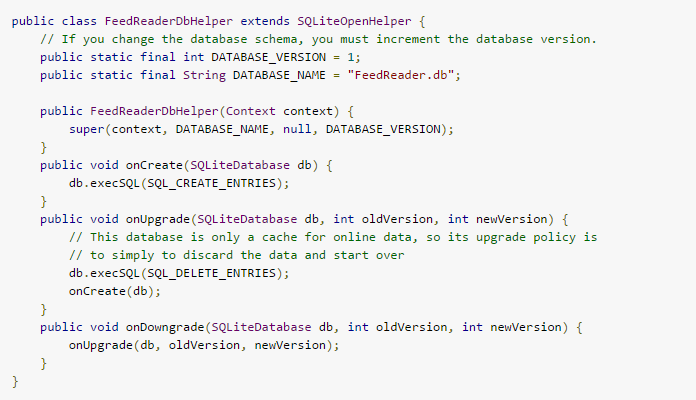 public class FeedReaderDbHelper extends SQLiteOpenHelper {
    // If you change the database schema, you must increment the database version.
    public static final int DATABASE_VERSION = 1;
    public static final String DATABASE_NAME = "FeedReader.db";

    public FeedReaderDbHelper(Context context) {
        super(context, DATABASE_NAME, null, DATABASE_VERSION);
    }
    public void onCreate(SQLiteDatabase db) {
        db.execSQL(SQL_CREATE_ENTRIES);
    }
    public void onUpgrade(SQLiteDatabase db, int oldVersion, int newVersion) {
        // This database is only a cache for online data, so its upgrade policy is
        // to simply to discard the data and start over
        db.execSQL(SQL_DELETE_ENTRIES);
        onCreate(db);
    }
    public void onDowngrade(SQLiteDatabase db, int oldVersion, int newVersion) {
        onUpgrade(db, oldVersion, newVersion);
    }
}